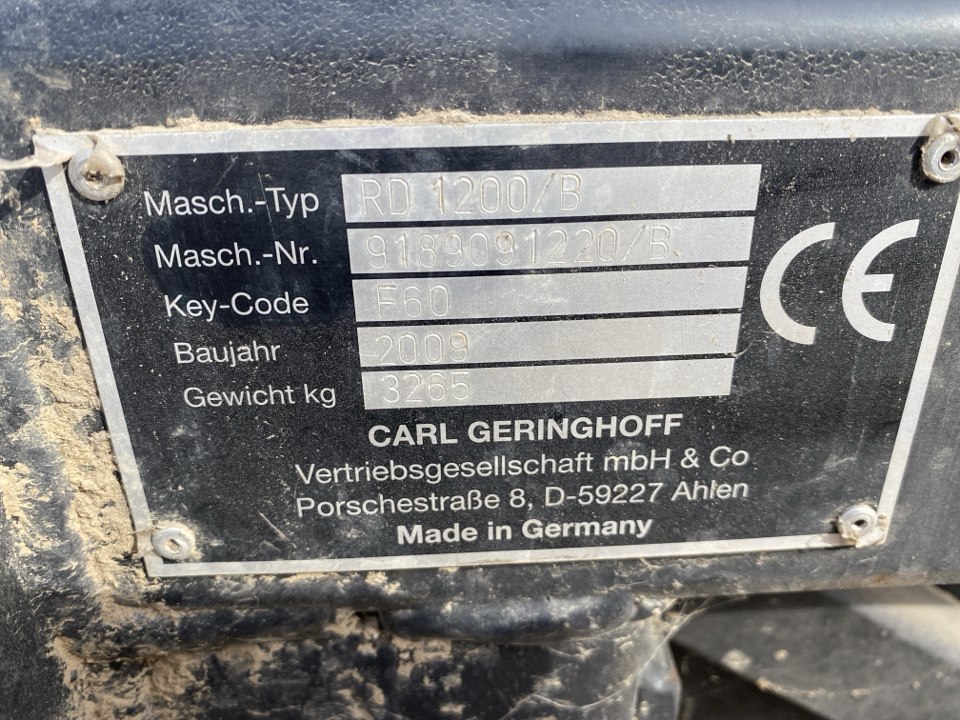 Masch.-Typ RD 1200/B
Masch.-Nr. 9189091220/B
Key-Code F60
Baujahr 2009
Gewicht kg 3265
CE
CARL GERINGHOFF
Vertriebsgesellschaft mbH & Co
Porschestraße 8, D-59227 Ahlen
Made in Germany